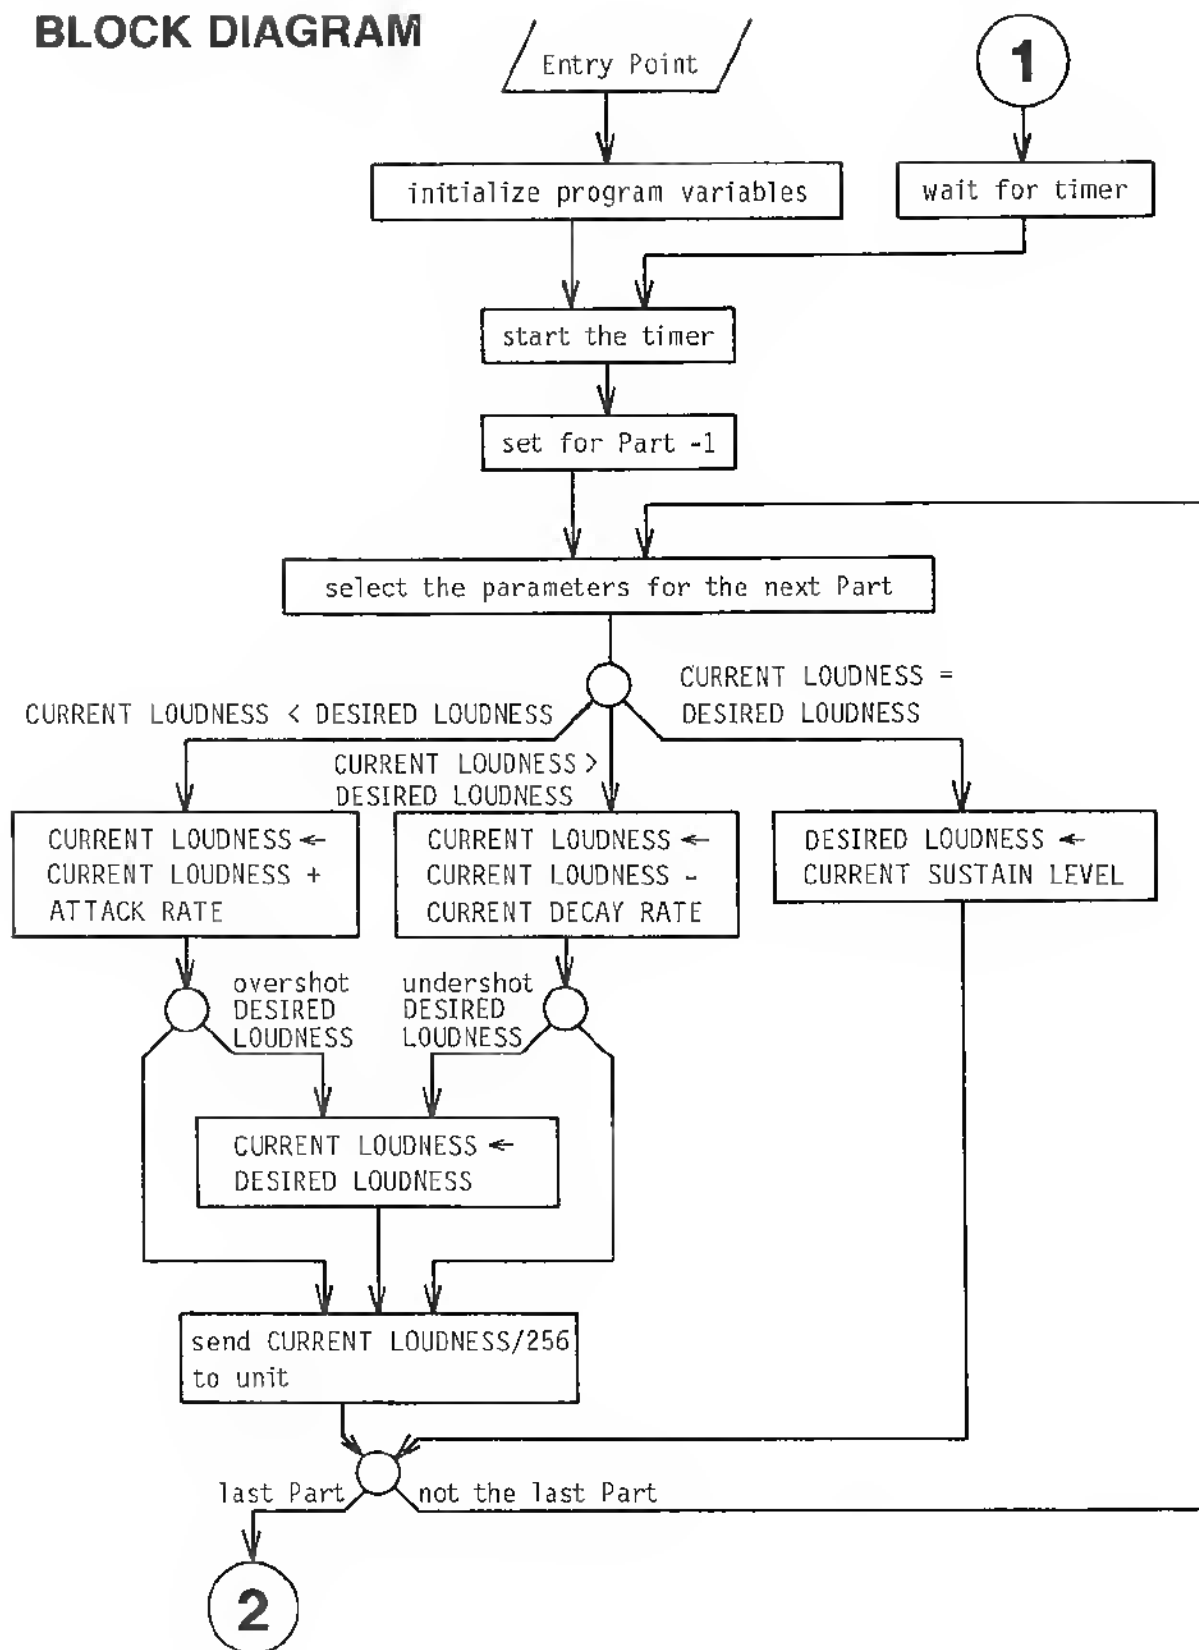 BLOCK DIAGRAM
Entry Point
1
initialize program variables
wait for timer
start the timer
set for Part -1
select the parameters for the next Part
CURRENT LOUDNESS =
DESIRED LOUDNESS
CURRENT LOUDNESS < DESIRED LOUDNESS
CURRENT LOUDNESS >
DESIRED LOUDNESS
CURRENT LOUDNESS ←
CURRENT LOUDNESS +
ATTACK RATE
CURRENT LOUDNESS ←
CURRENT LOUDNESS -
CURRENT DECAY RATE
DESIRED LOUDNESS ←
CURRENT SUSTAIN LEVEL
overshot
DESIRED
LOUDNESS
undershot
DESIRED
LOUDNESS
CURRENT LOUDNESS ←
DESIRED LOUDNESS
send CURRENT LOUDNESS/256
to unit
last Part
not the last Part
2